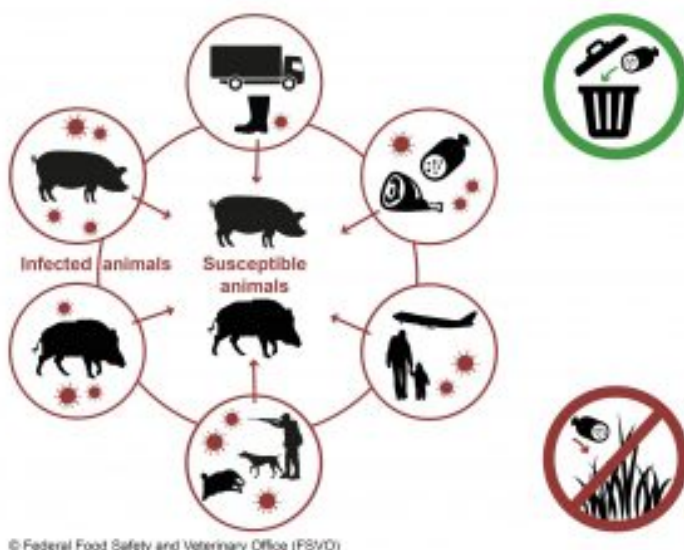 Infected animals
Susceptible
animals
© Federal Food Safety and Veterinary Office (FSVO)